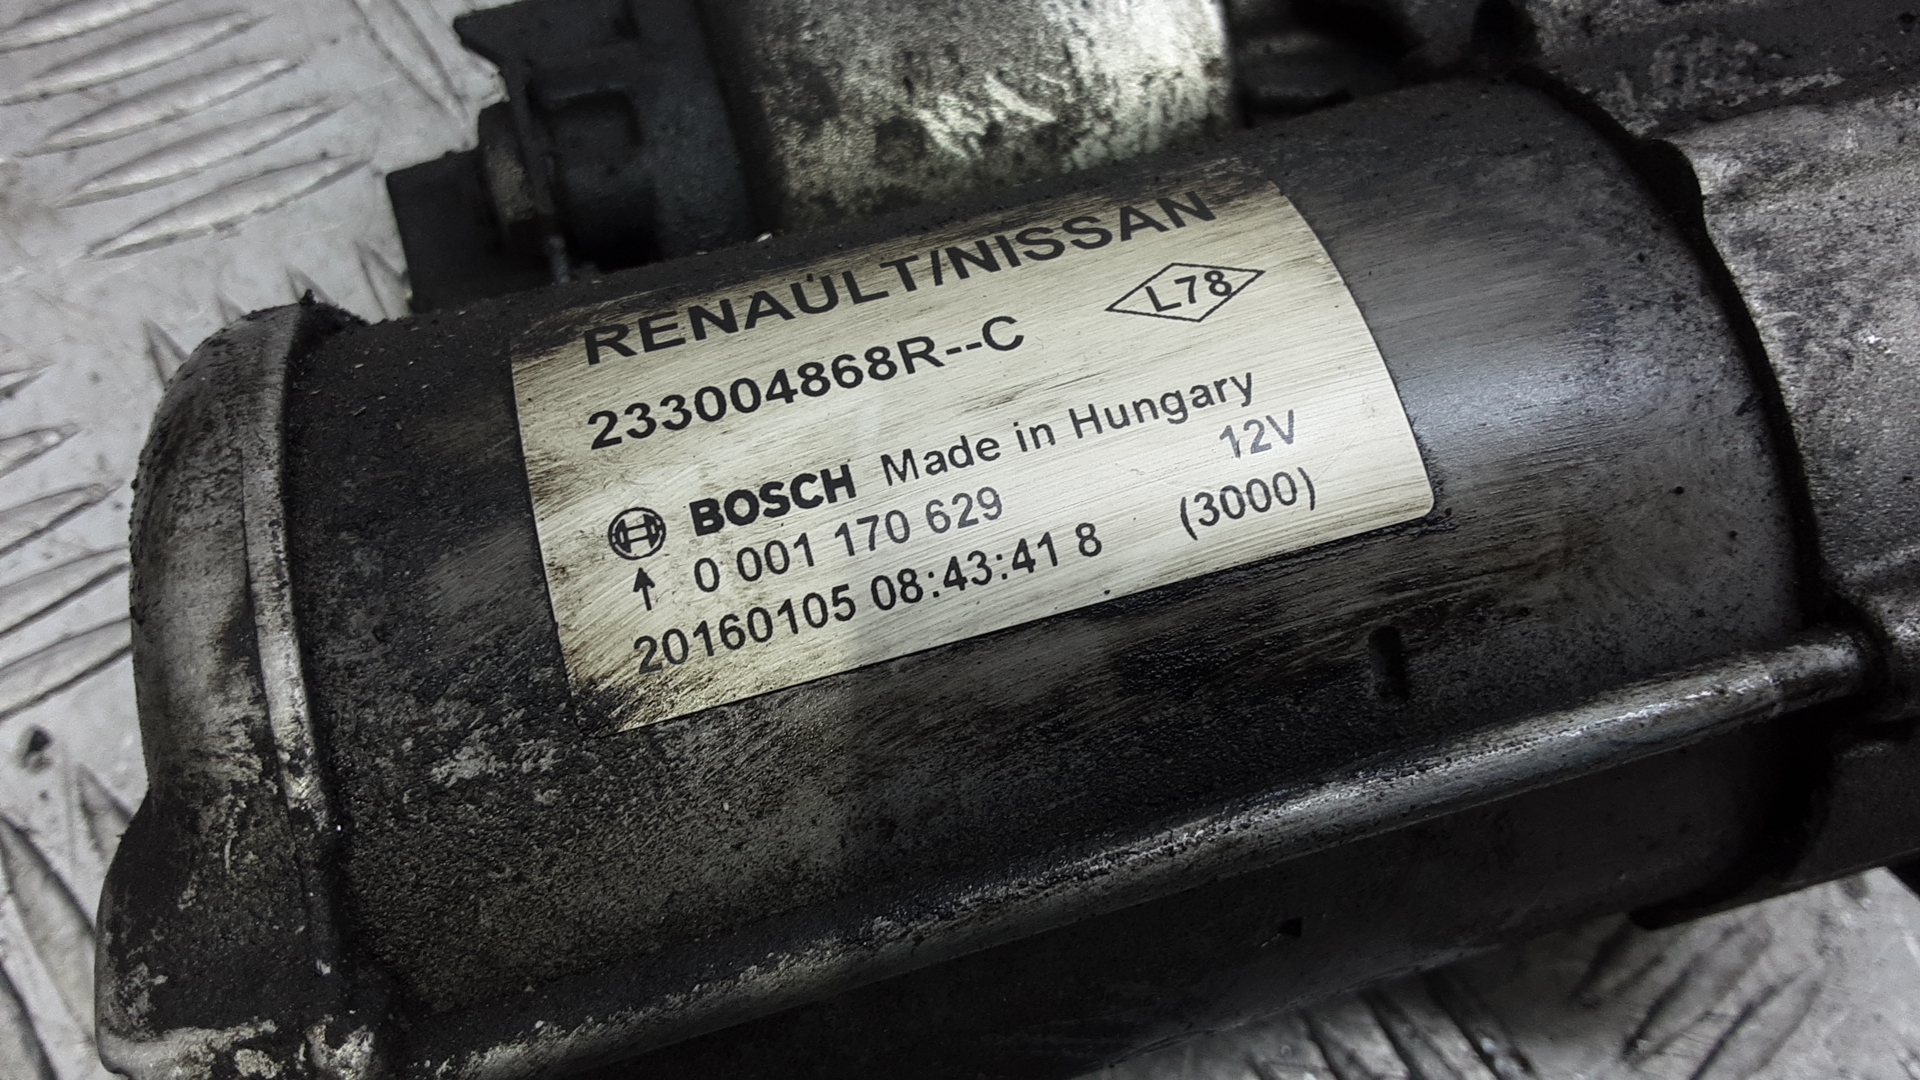 RENAULT/NISSAN
233004868R--C L78
BOSCH Made in Hungary
0 001 170 629 12V
20160105 08:43:41 8 (3000)